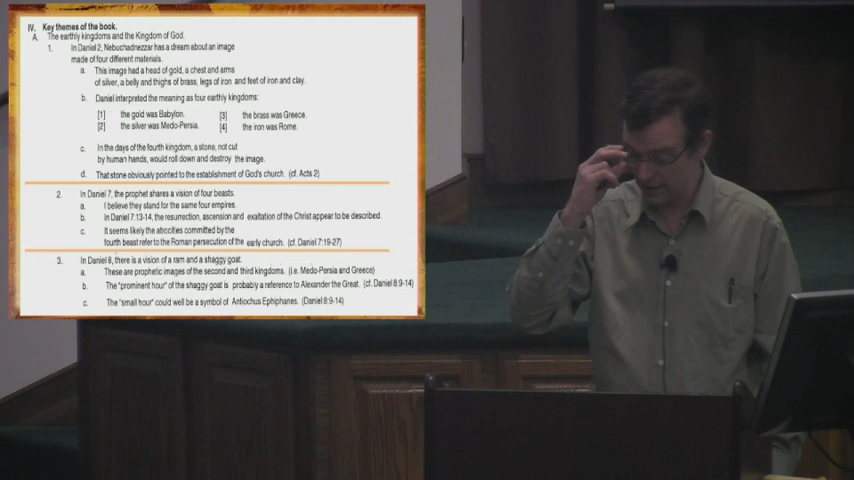 IV. Key themes of the book.
A. The earthly kingdoms and the Kingdom of God.
1. In Daniel 2, Nebuchadnezzar has a dream about an image
made of four different materials.
a. This image had a head of gold, a chest and arms
of silver, a belly and thighs of brass, legs of iron and feet of iron and clay.
b. Daniel interpreted the meaning as four earthly kingdoms:
[1] the gold was Babylon. [3] the brass was Greece.
[2] the silver was Medo-Persia. [4] the iron was Rome.
c. In the days of the fourth kingdom, a stone, not cut
by human hands, would roll down and destroy the image.
d. That stone obviously pointed to the establishment of God's church. (cf. Acts 2)
2. In Daniel 7, the prophet shares a vision of four beasts.
a. I believe they stand for the same four empires.
b. In Daniel 7:13-14, the resurrection, ascension and exaltation of the Christ appear to be described.
c. It seems likely the atrocities committed by the
fourth beast refer to the Roman persecution of the early church. (cf. Daniel 7:19-27)
3. In Daniel 8, there is a vision of a ram and a shaggy goat.
a. These are prophetic images of the second and third kingdoms. (i.e. Medo-Persia and Greece)
b. The "prominent hour" of the shaggy goat is probably a reference to Alexander the Great. (cf. Daniel 8:9-14)
c. The "small hour" could well be a symbol of Antiochus Ephiphanes. (Daniel 8:9-14)